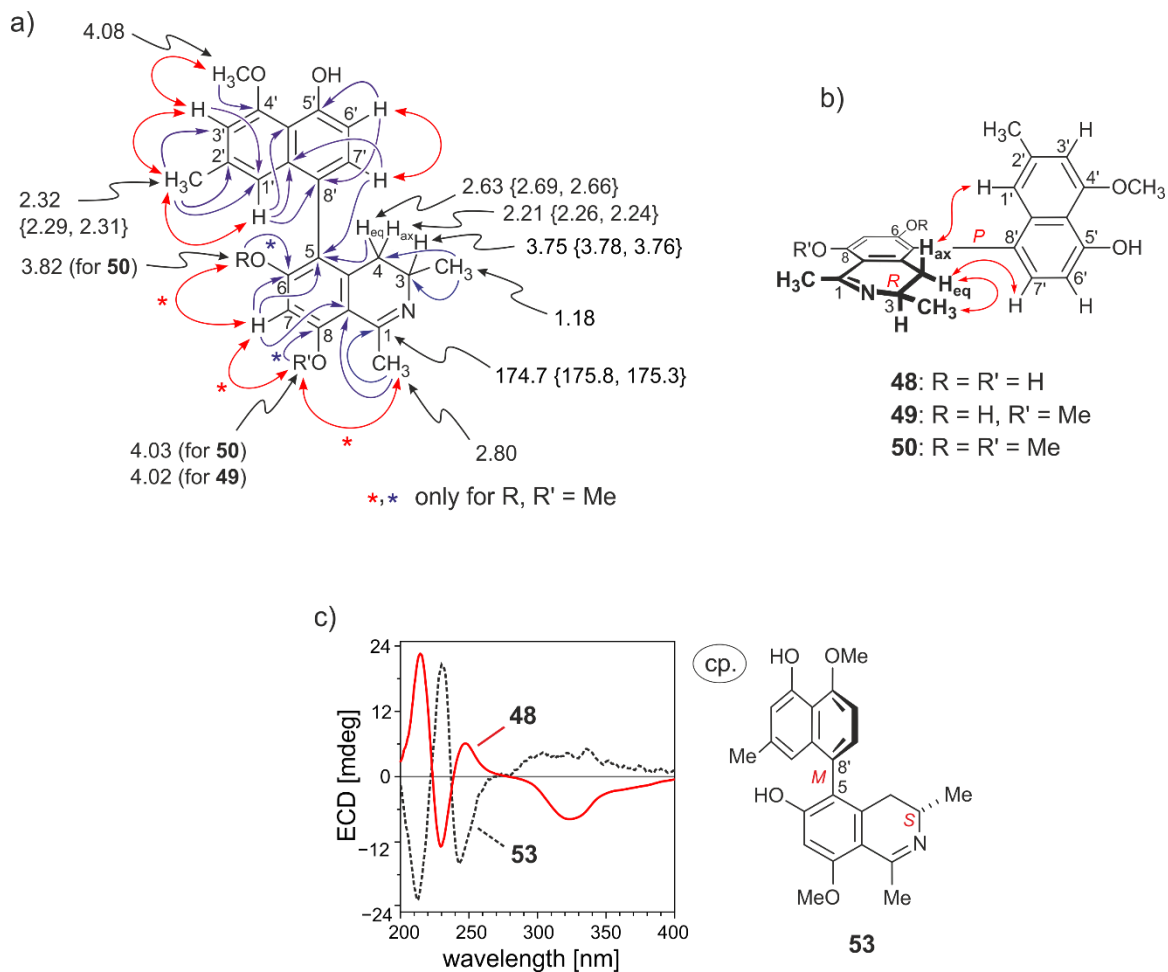 a)
4.08
H₃CO
OH
4'
5'
H
6'
H
3'
2'
7'
H₃C
1'
8'
H
2.32
{2.29, 2.31}
H
2.63 {2.69, 2.66}
2.21 {2.26, 2.24}
3.82 (for 50)
Heq
Hax
H
3.75 {3.78, 3.76}
RO
*
5
4
CH₃
6
3
*
1.18
H
7
N
8
1
*
*
R'O
CH₃
174.7 {175.8, 175.3}
*
4.03 (for 50)
4.02 (for 49)
2.80
*,* only for R, R' = Me
b)
H₃C
H
3'
2'
H
1'
4'
OCH₃
OR
6
R'O
8
Hax
P
8'
5'
OH
H₃C
1
R
Heq
7'
6'
N
3
CH₃
H
H
H
48: R = R' = H
49: R = H, R' = Me
50: R = R' = Me
c)
24
12
0
−12
−24
ECD [mdeg]
48
53
200 250 300 350 400
wavelength [nm]
cp.
HO
OMe
Me
8'
M
5
HO
Me
S
N
MeO
Me
53